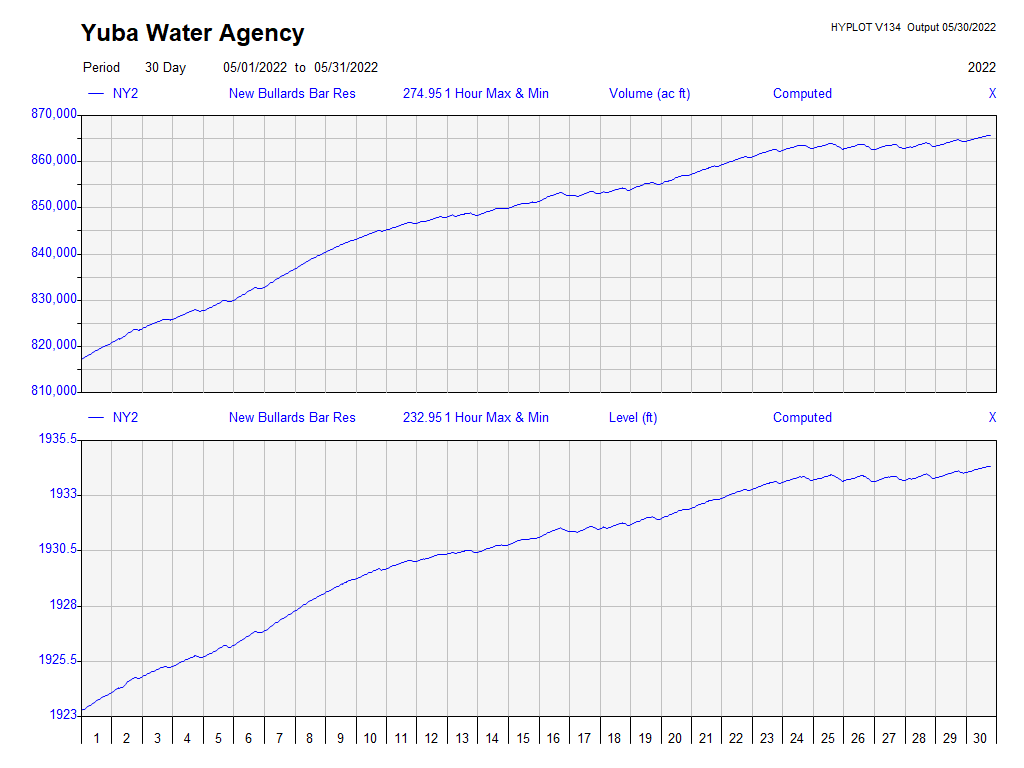 Yuba Water Agency
HYPLOT V134 Output 05/30/2022
Period 30 Day 05/01/2022 to 05/31/2022 2022
NY2 New Bullards Bar Res 274.95 1 Hour Max & Min Volume (ac ft) Computed X
870,000
860,000
850,000
840,000
830,000
820,000
810,000
NY2 New Bullards Bar Res 232.95 1 Hour Max & Min Level (ft) Computed X
1935.5
1933
1930.5
1928
1925.5
1923
1 2 3 4 5 6 7 8 9 10 11 12 13 14 15 16 17 18 19 20 21 22 23 24 25 26 27 28 29 30